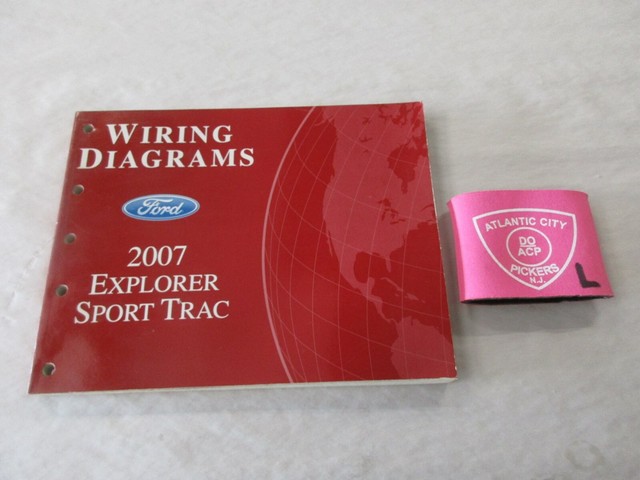 WIRING
DIAGRAMS
Ford
2007
EXPLORER
SPORT TRAC
ATLANTIC CITY
DO
ACP
PICKERS
N.J.
L